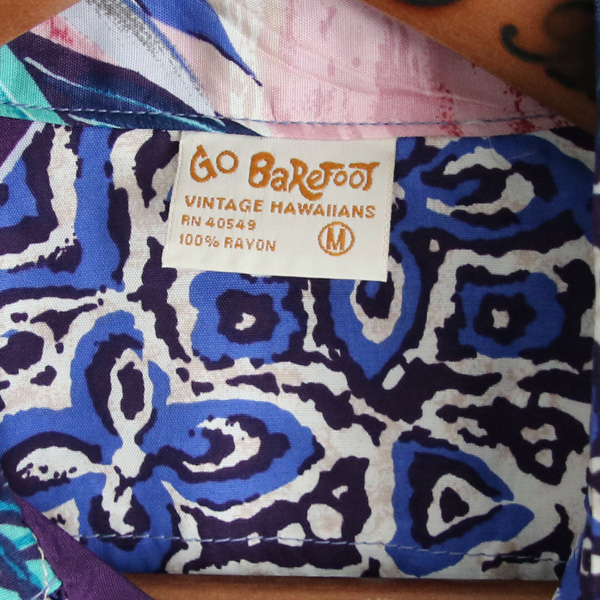 Go BaReFOOT
VINTAGE HAWAIIANS
RN 40549
100% RAYON M